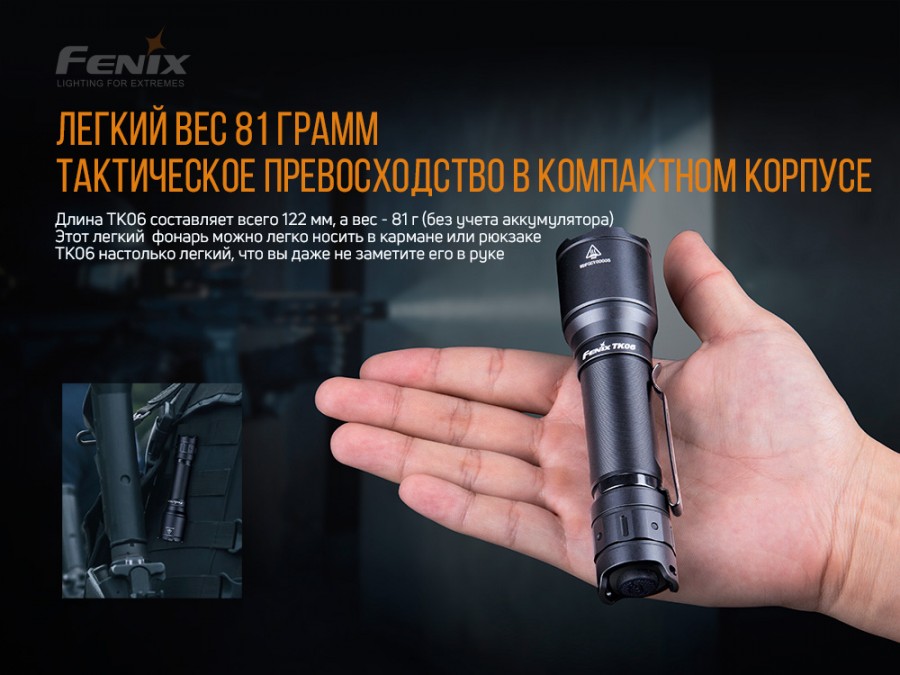 FENIX
LIGHTING FOR EXTREMES
ЛЕГКИЙ ВЕС 81 ГРАММ
ТАКТИЧЕСКОЕ ПРЕВОСХОДСТВО В КОМПАКТНОМ КОРПУСЕ
Длина TK06 составляет всего 122 мм, а вес - 81 г (без учета аккумулятора)
Этот легкий фонарь можно легко носить в кармане или рюкзаке
TK06 настолько легкий, что вы даже не заметите его в руке
FENIX TK06